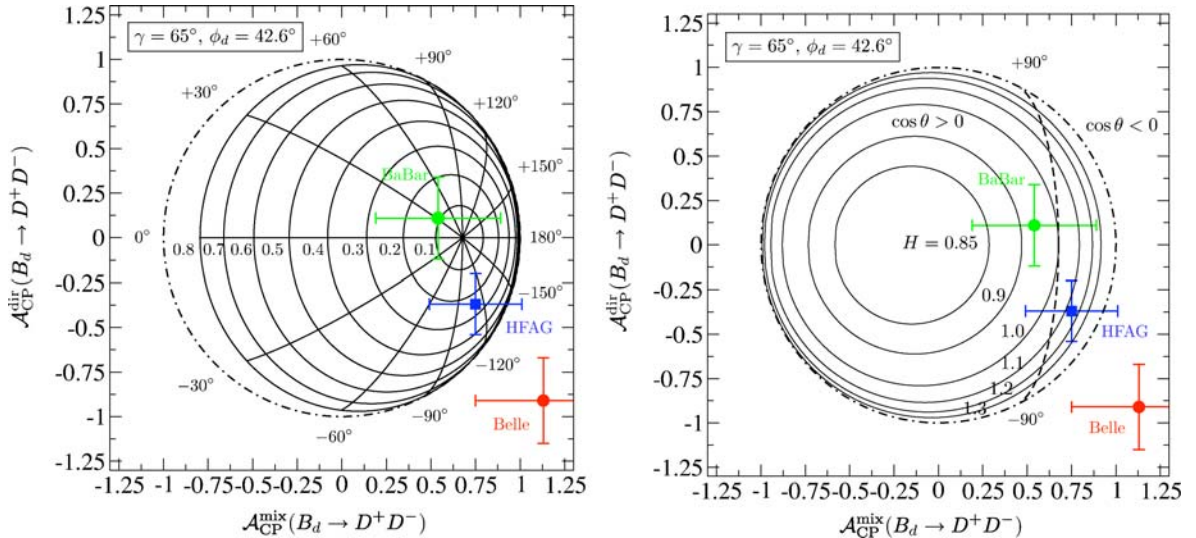 γ = 65°, ϕ_d = 42.6°
1.25
1
0.75
0.5
0.25
0
-0.25
-0.5
-0.75
-1
-1.25
-1.25 -1 -0.75 -0.5 -0.25 0 0.25 0.5 0.75 1 1.25
𝒜_CP^dir(B_d → D⁺D⁻)
𝒜_CP^mix(B_d → D⁺D⁻)
+60°
+90°
+30°
+120°
+150°
BaBar
0° 0.8 0.7 0.6 0.5 0.4 0.3 0.2 0.1 180°
−150°
HFAG
−120°
−30°
−90°
−60°
Belle
γ = 65°, ϕ_d = 42.6°
1.25
1
0.75
0.5
0.25
0
-0.25
-0.5
-0.75
-1
-1.25
-1.25 -1 -0.75 -0.5 -0.25 0 0.25 0.5 0.75 1 1.25
𝒜_CP^dir(B_d → D⁺D⁻)
𝒜_CP^mix(B_d → D⁺D⁻)
+90°
cos θ > 0
cos θ < 0
BaBar
H = 0.85
0.9
1.0
HFAG
1.1
1.2
1.3
−90°
Belle